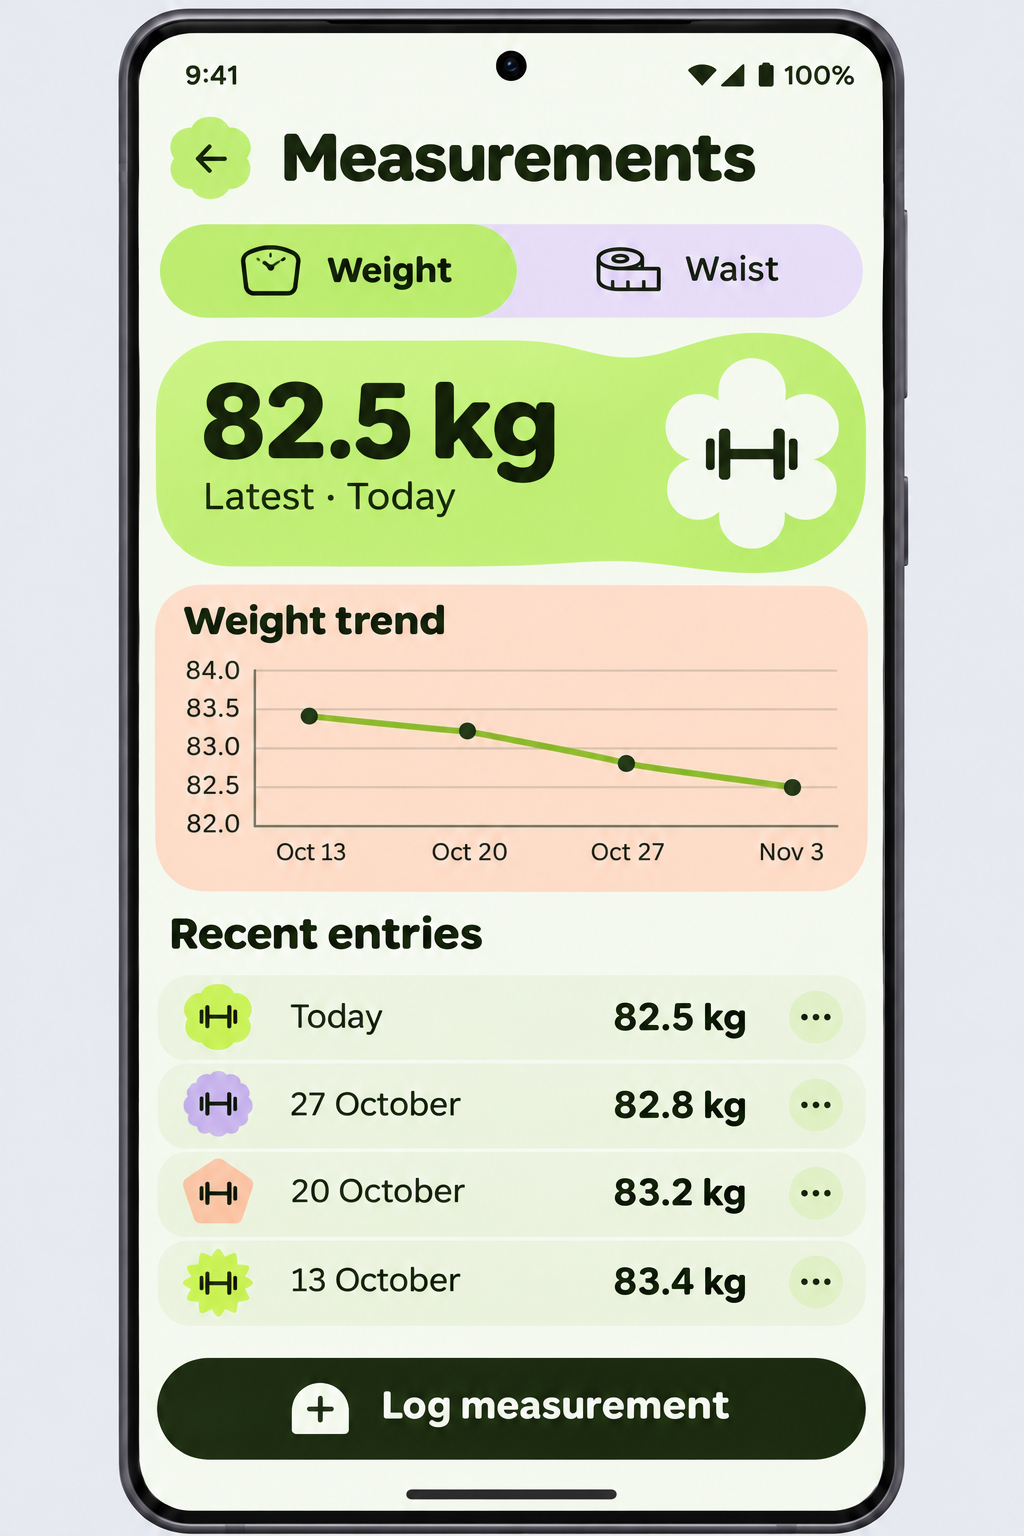 9:41
100%
Measurements
Weight
Waist
82.5 kg
Latest · Today
Weight trend
84.0
83.5
83.0
82.5
82.0
Oct 13
Oct 20
Oct 27
Nov 3
Recent entries
Today
82.5 kg
27 October
82.8 kg
20 October
83.2 kg
13 October
83.4 kg
Log measurement